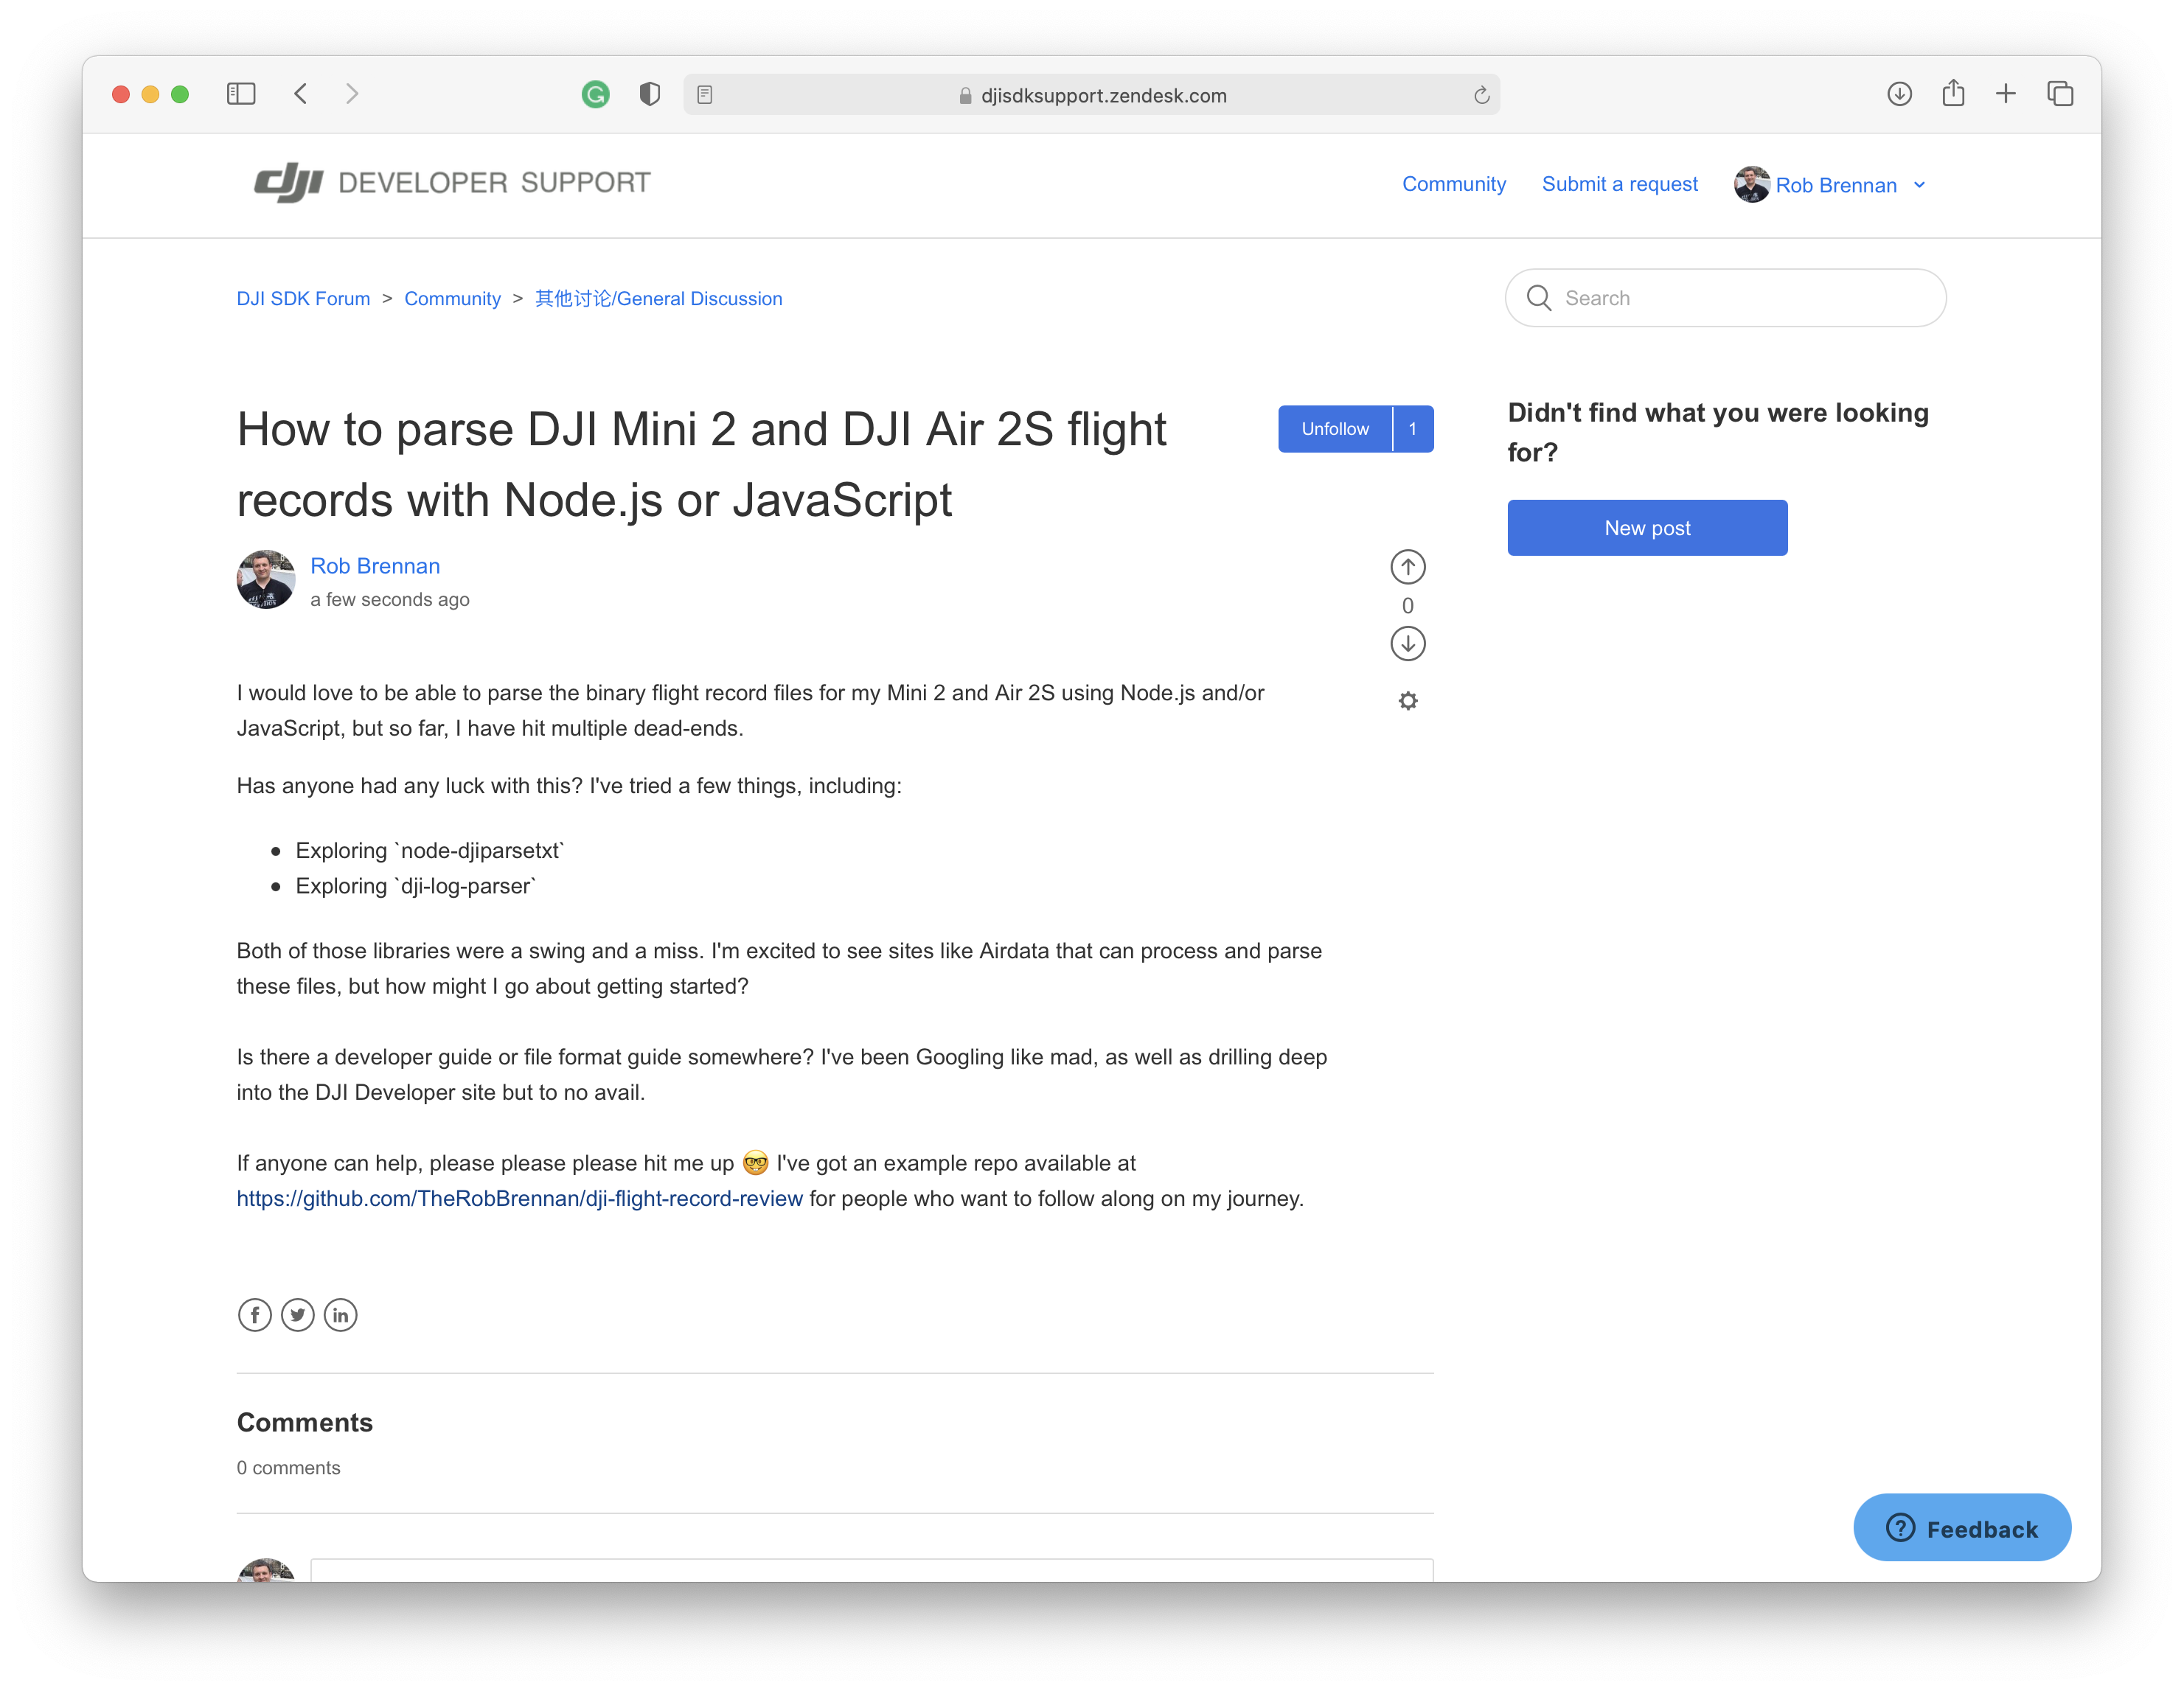 djisdksupport.zendesk.com
dji DEVELOPER SUPPORT
Community Submit a request Rob Brennan
DJI SDK Forum > Community > 其他讨论/General Discussion
Search
How to parse DJI Mini 2 and DJI Air 2S flight
records with Node.js or JavaScript
Unfollow 1
Didn't find what you were looking
for?
New post
Rob Brennan
a few seconds ago
0
I would love to be able to parse the binary flight record files for my Mini 2 and Air 2S using Node.js and/or
JavaScript, but so far, I have hit multiple dead-ends.
Has anyone had any luck with this? I've tried a few things, including:
● Exploring `node-djiparsetxt`
● Exploring `dji-log-parser`
Both of those libraries were a swing and a miss. I'm excited to see sites like Airdata that can process and parse
these files, but how might I go about getting started?
Is there a developer guide or file format guide somewhere? I've been Googling like mad, as well as drilling deep
into the DJI Developer site but to no avail.
If anyone can help, please please please hit me up 🤓 I've got an example repo available at
https://github.com/TheRobBrennan/dji-flight-record-review for people who want to follow along on my journey.
Comments
0 comments
Feedback